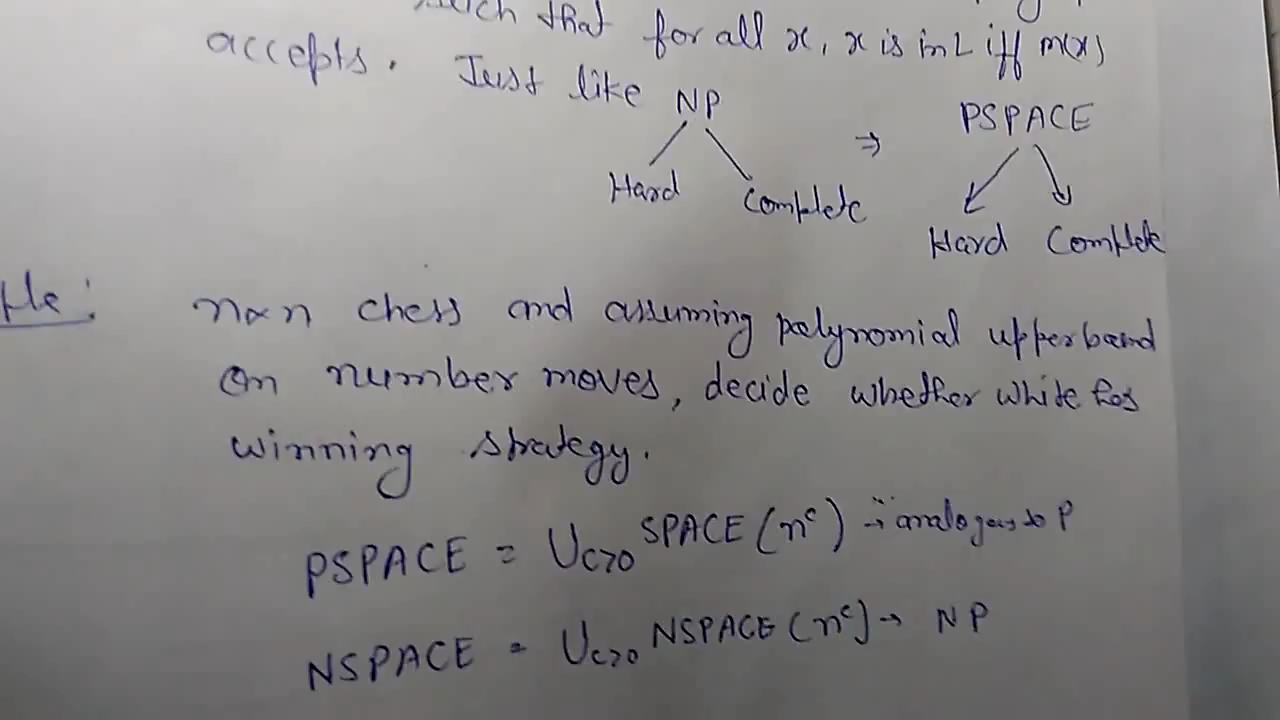 such that for all x, x is in L iff m(x)
accepts. Just like NP
PSPACE
⇒
Hard Complete
Hard Complete
ple: n×n chess and assuming polynomial upperband
on number moves, decide whether white has
winning strategy.
PSPACE = U c>0 SPACE (n^c) → analogous to P
NSPACE = U c>0 NSPACE (n^c) → NP